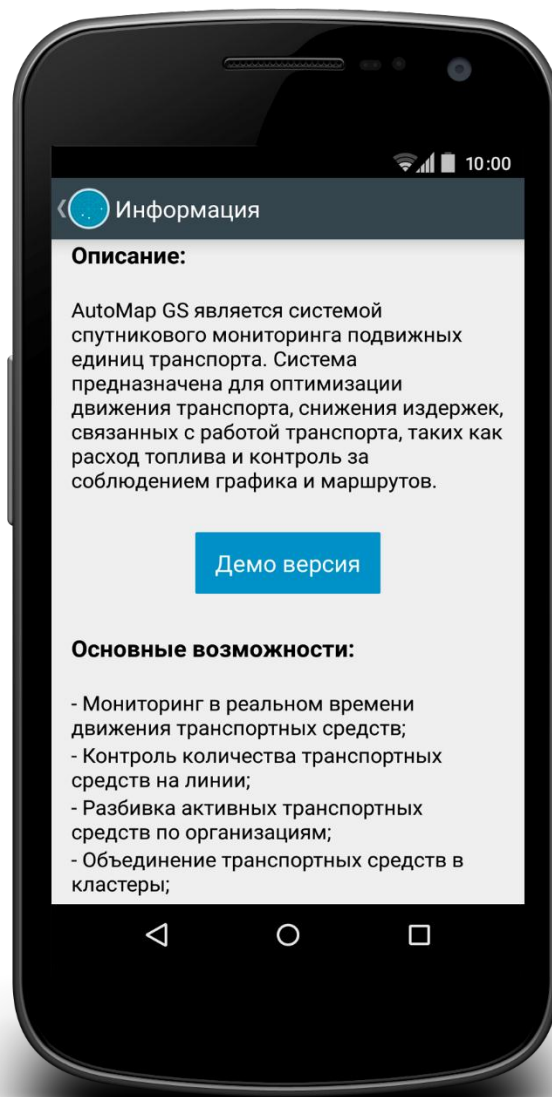 10:00
Информация
Описание:
AutoMap GS является системой
спутникового мониторинга подвижных
единиц транспорта. Система
предназначена для оптимизации
движения транспорта, снижения издержек,
связанных с работой транспорта, таких как
расход топлива и контроль за
соблюдением графика и маршрутов.
Демо версия
Основные возможности:
- Мониторинг в реальном времени
движения транспортных средств;
- Контроль количества транспортных
средств на линии;
- Разбивка активных транспортных
средств по организациям;
- Объединение транспортных средств в
кластеры;